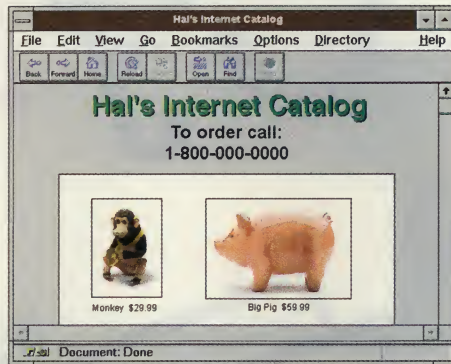 Hal's Internet Catalog
File Edit View Go Bookmarks Options Directory Help
Back Forward Home Reload Open Find
Hal's Internet Catalog
To order call:
1-800-000-0000
Monkey $29.99 Big Pig $59.99
Document: Done